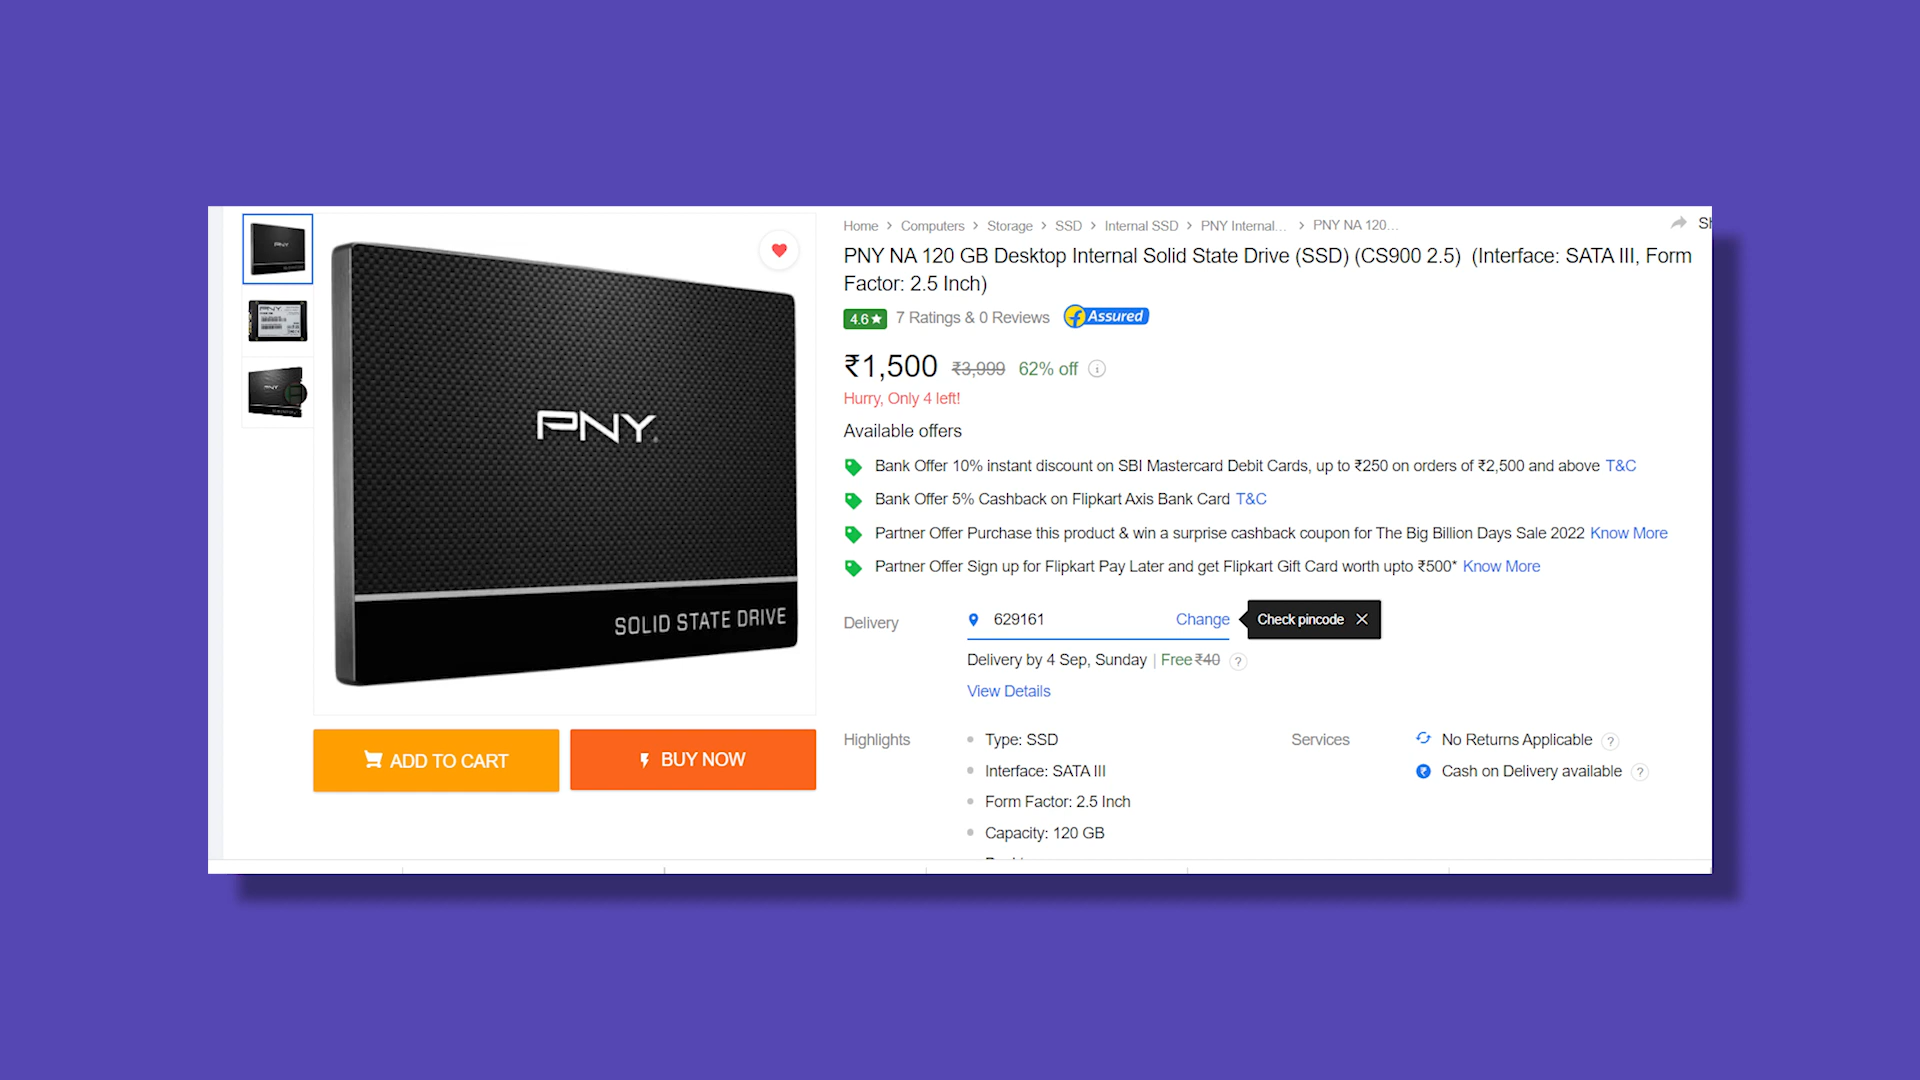 Home > Computers > Storage > SSD > Internal SSD > PNY Internal... > PNY NA 120...
PNY NA 120 GB Desktop Internal Solid State Drive (SSD) (CS900 2.5) (Interface: SATA III, Form
Factor: 2.5 Inch)
4.6★ 7 Ratings & 0 Reviews Assured
₹1,500 ₹3,999 62% off
Hurry, Only 4 left!
Available offers
Bank Offer 10% instant discount on SBI Mastercard Debit Cards, up to ₹250 on orders of ₹2,500 and above T&C
Bank Offer 5% Cashback on Flipkart Axis Bank Card T&C
Partner Offer Purchase this product & win a surprise cashback coupon for The Big Billion Days Sale 2022 Know More
Partner Offer Sign up for Flipkart Pay Later and get Flipkart Gift Card worth upto ₹500* Know More
Delivery 629161 Change Check pincode
Delivery by 4 Sep, Sunday | Free ₹40 ?
View Details
Highlights
Type: SSD
Interface: SATA III
Form Factor: 2.5 Inch
Capacity: 120 GB
Services
No Returns Applicable ?
Cash on Delivery available ?
PNY
SOLID STATE DRIVE
ADD TO CART
BUY NOW